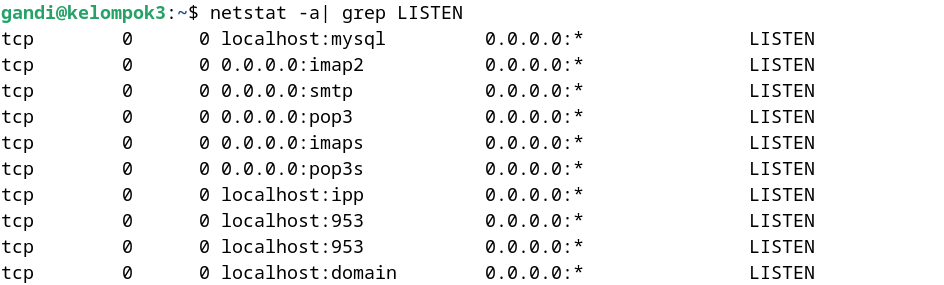 gandi@kelompok3:~$ netstat -a| grep LISTEN
tcp        0      0 localhost:mysql         0.0.0.0:*               LISTEN
tcp        0      0 0.0.0.0:imap2           0.0.0.0:*               LISTEN
tcp        0      0 0.0.0.0:smtp            0.0.0.0:*               LISTEN
tcp        0      0 0.0.0.0:pop3            0.0.0.0:*               LISTEN
tcp        0      0 0.0.0.0:imaps           0.0.0.0:*               LISTEN
tcp        0      0 0.0.0.0:pop3s           0.0.0.0:*               LISTEN
tcp        0      0 localhost:ipp           0.0.0.0:*               LISTEN
tcp        0      0 localhost:953           0.0.0.0:*               LISTEN
tcp        0      0 localhost:953           0.0.0.0:*               LISTEN
tcp        0      0 localhost:domain        0.0.0.0:*               LISTEN